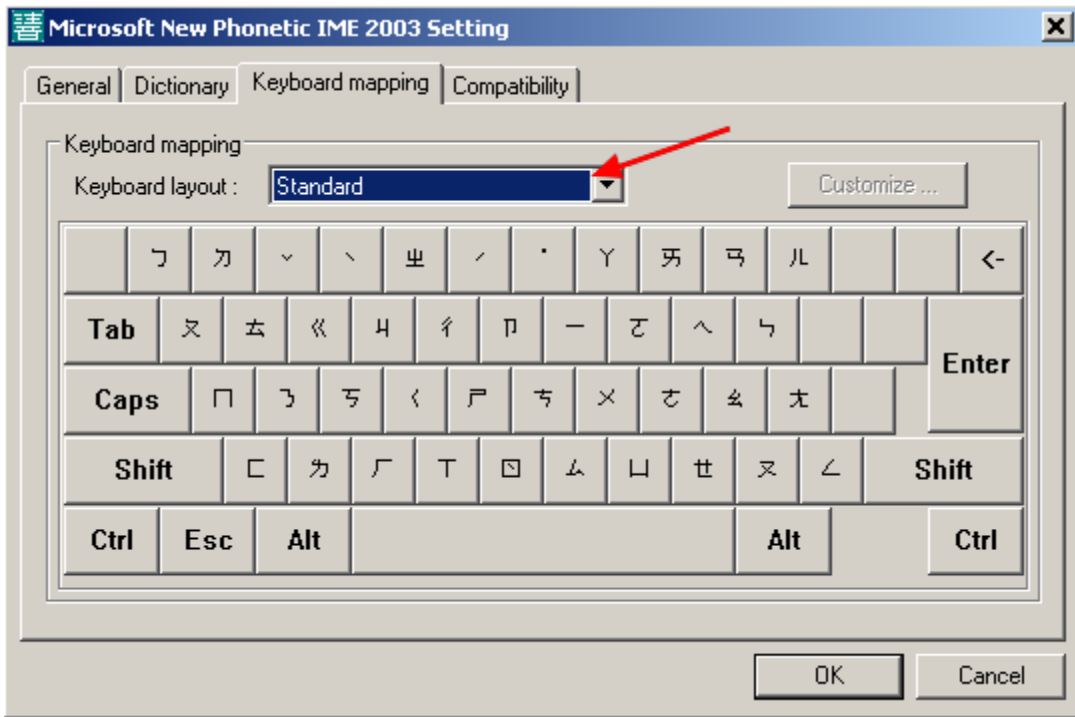 Microsoft New Phonetic IME 2003 Setting
General Dictionary Keyboard mapping Compatibility
Keyboard mapping
Keyboard layout : Standard Customize ...
ㄅ ㄉ ˇ ˋ ㄓ ˊ ˙ ㄚ ㄞ ㄢ ㄦ <-
Tab ㄆ ㄊ ㄍ ㄐ ㄔ ㄗ ㄧ ㄛ ㄟ ㄣ Enter
Caps ㄇ ㄋ ㄎ ㄑ ㄕ ㄘ ㄨ ㄜ ㄠ ㄤ
Shift ㄈ ㄌ ㄏ ㄒ ㄖ ㄙ ㄩ ㄝ ㄡ ㄥ Shift
Ctrl Esc Alt Alt Ctrl
OK Cancel